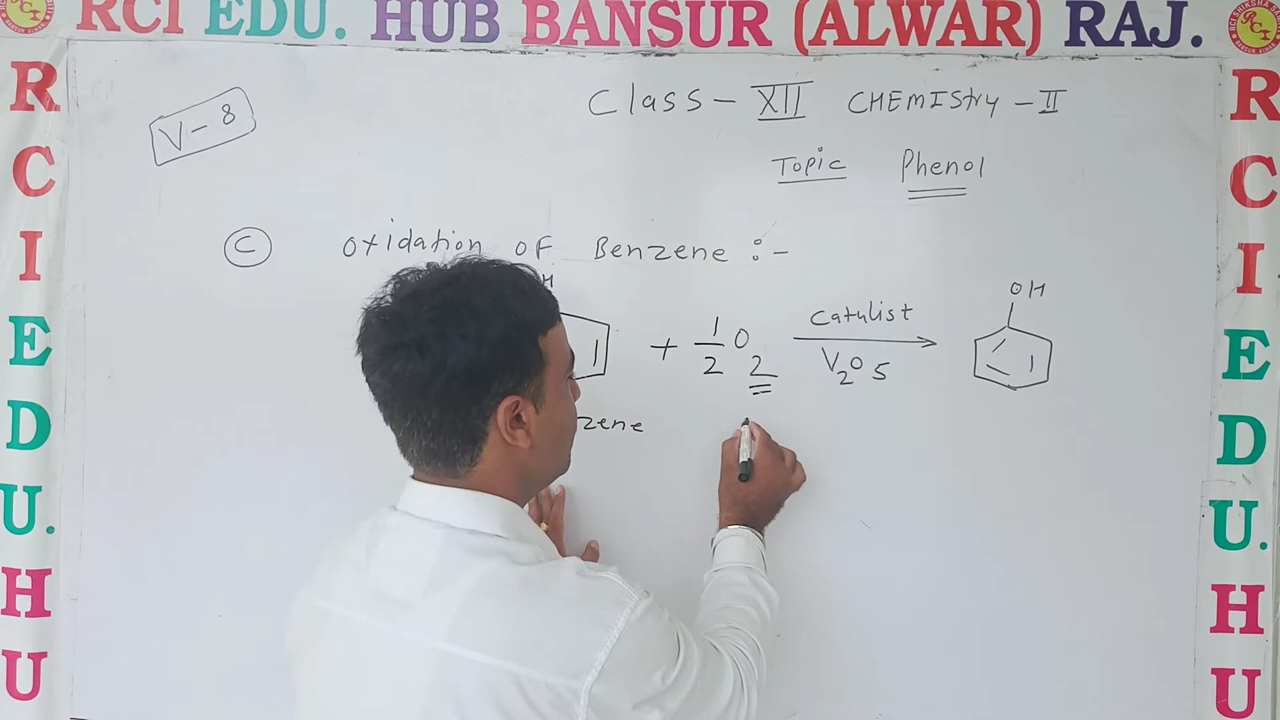 RCI EDU. HUB BANSUR (ALWAR) RAJ.
R
C
I
E
D
U.
H
U
R
C
I
E
D
U.
H
U
V-8
Class - XII CHEMIStry - II
Topic Phenol
C Oxidation OF Benzene :-
H
+ 1/2 O2 Catylist V2O5
OH
zene